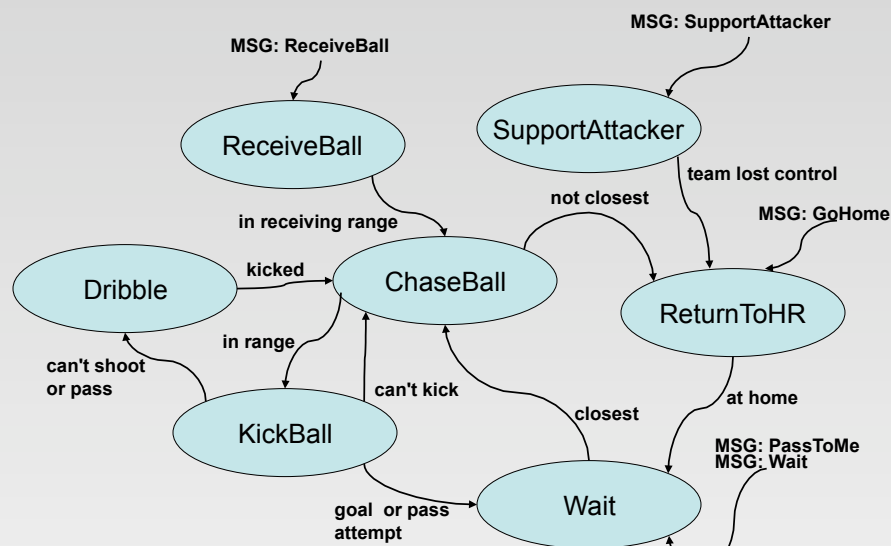 MSG: SupportAttacker
MSG: ReceiveBall
SupportAttacker
ReceiveBall
team lost control
not closest
MSG: GoHome
in receiving range
kicked
ChaseBall
Dribble
ReturnToHR
in range
can't shoot
or pass
can't kick
at home
closest
KickBall
MSG: PassToMe
MSG: Wait
Wait
goal or pass
attempt